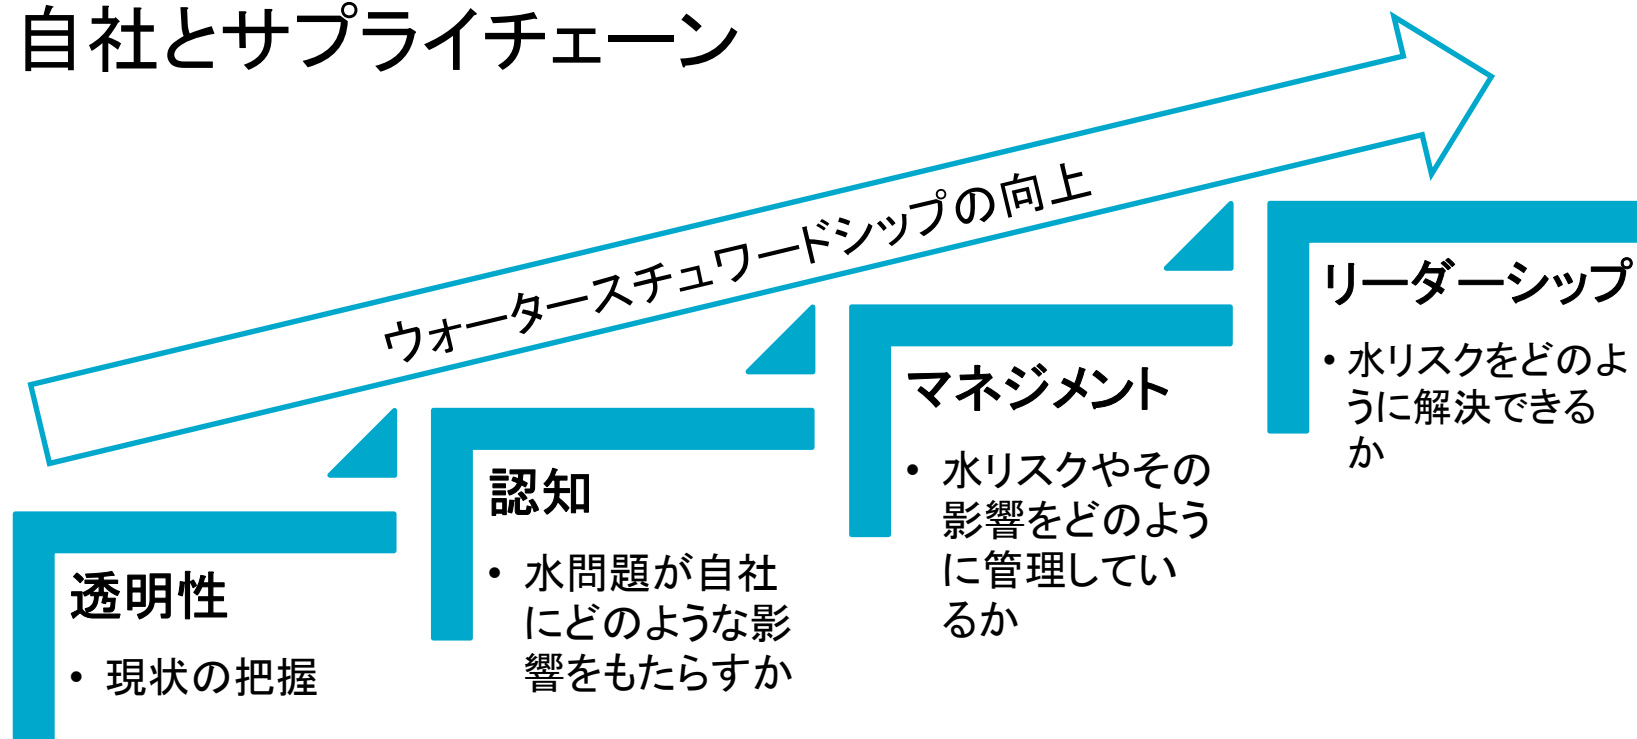 自社とサプライチェーン
ウォータースチュワードシップの向上
透明性
• 現状の把握
認知
• 水問題が自社
にどのような影
響をもたらすか
マネジメント
• 水リスクやその
影響をどのよう
に管理してい
るか
リーダーシップ
• 水リスクをどのよ
うに解決できる
か